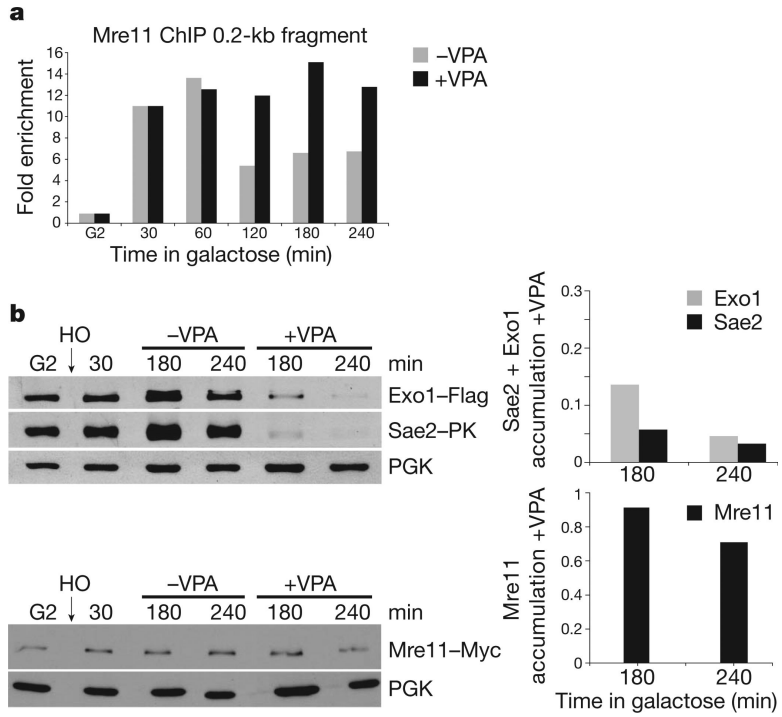 a
Mre11 ChIP 0.2-kb fragment
–VPA
+VPA
Fold enrichment
16
14
12
10
8
6
4
2
0
G2 30 60 120 180 240
Time in galactose (min)
b
HO –VPA +VPA
G2 30 180 240 180 240 min
Exo1–Flag
Sae2–PK
PGK
Exo1
Sae2
Sae2 + Exo1
accumulation +VPA
0.3
0.2
0.1
0
180 240
HO –VPA +VPA
G2 30 180 240 180 240 min
Mre11–Myc
PGK
Mre11
Mre11
accumulation +VPA
1
0.8
0.6
0.4
0.2
0
180 240
Time in galactose (min)